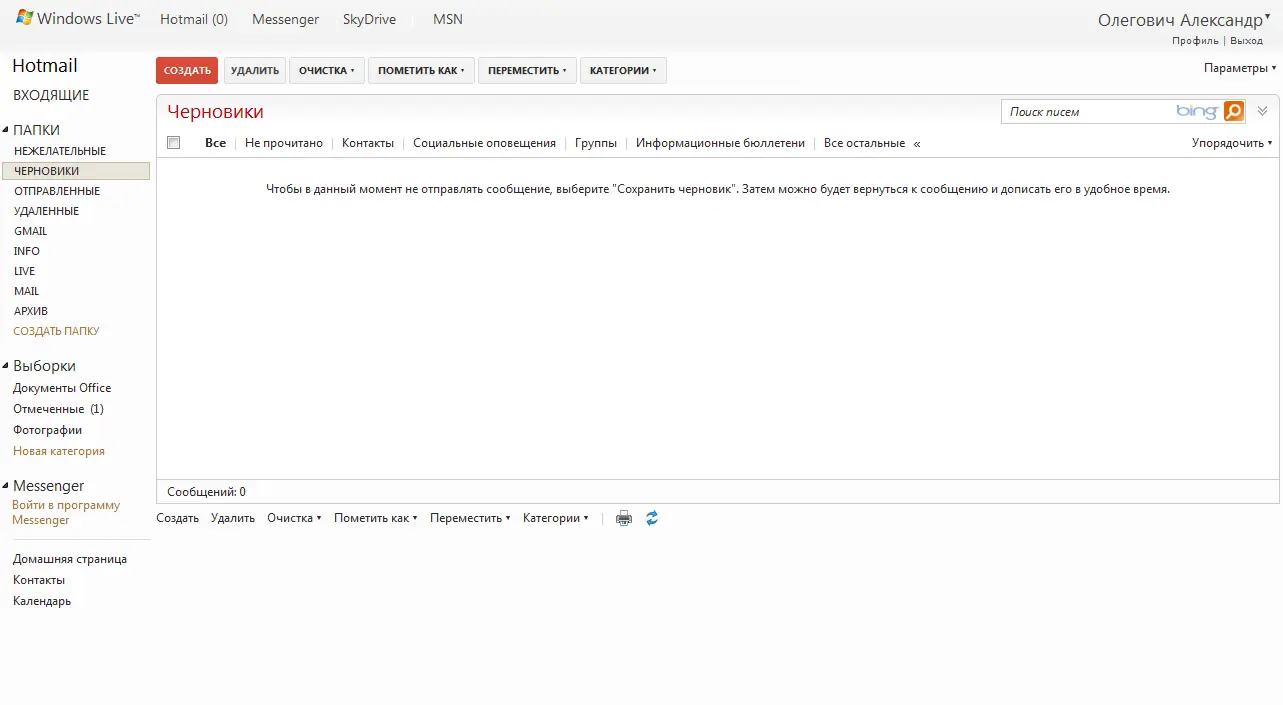 Windows Live™ Hotmail (0) Messenger SkyDrive MSN Олегович Александр
Профиль | Выход
Hotmail
ВХОДЯЩИЕ
ПАПКИ
НЕЖЕЛАТЕЛЬНЫЕ
ЧЕРНОВИКИ
ОТПРАВЛЕННЫЕ
УДАЛЕННЫЕ
GMAIL
INFO
LIVE
MAIL
АРХИВ
СОЗДАТЬ ПАПКУ
Выборки
Документы Office
Отмеченные (1)
Фотографии
Новая категория
Messenger
Войти в программу
Messenger
Домашняя страница
Контакты
Календарь
СОЗДАТЬ УДАЛИТЬ ОЧИСТКА ПОМЕТИТЬ КАК ПЕРЕМЕСТИТЬ КАТЕГОРИИ Параметры
Черновики Поиск писем bing
Все | Не прочитано | Контакты | Социальные оповещения | Группы | Информационные бюллетени | Все остальные « Упорядочить
Чтобы в данный момент не отправлять сообщение, выберите "Сохранить черновик". Затем можно будет вернуться к сообщению и дописать его в удобное время.
Сообщений: 0
Создать Удалить Очистка Пометить как Переместить Категории |